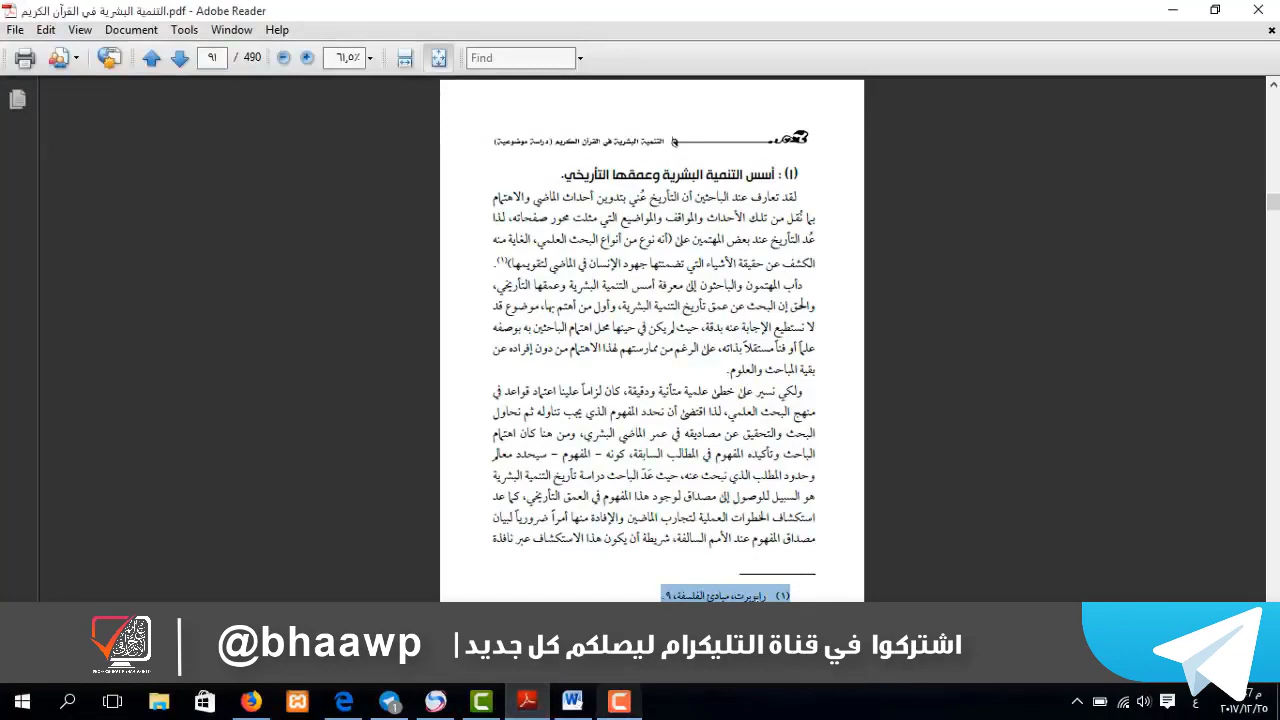 التنمية البشرية في القرآن الكريم.pdf - Adobe Reader
File Edit View Document Tools Window Help
٩١ / 490 ٦١,٥٪ Find
التنمية البشرية في القرآن الكريم (دراسة موضوعية)
(١) : أسس التنمية البشرية وعمقها التأريخي.
لقد تعارف عند الباحثين أن التأريخ عُني بتدوين أحداث الماضي والاهتمام
بما نُقل من تلك الأحداث والمواقف والمواضيع التي مثلت محور صفحاته، لذا
عُد التأريخ عند بعض المهتمين على (أنه نوع من أنواع البحث العلمي، الغاية منه
الكشف عن حقيقة الأشياء التي تضمنتها جهود الإنسان في الماضي لتقويمها)(١).
دأب المهتمون والباحثون إلى معرفة أسس التنمية البشرية وعمقها التأريخي،
والحق إن البحث عن عمق تأريخ التنمية البشرية، وأول من أهتم بها، موضوع قد
لا نستطيع الإجابة عنه بدقة، حيث لم يكن في حينها محل اهتمام الباحثين به بوصفه
علماً أو فناً مستقلاً بذاته، على الرغم من ممارستهم لهذا الاهتمام من دون إفراده عن
بقية المباحث والعلوم.
ولكي نسير على خطى علمية متأنية ودقيقة، كان لزاماً علينا اعتماد قواعد في
منهج البحث العلمي، لذا اقتضى أن نحدد المفهوم الذي يجب تناوله ثم نحاول
البحث والتحقيق عن مصاديقه في عمر الماضي البشري، ومن هنا كان اهتمام
الباحث وتأكيده المفهوم في المطالب السابقة، كونه – المفهوم – سيحدد معالم
وحدود المطلب الذي نبحث عنه، حيث عَدّ الباحث دراسة تأريخ التنمية البشرية
هو السبيل للوصول إلى مصداق لوجود هذا المفهوم في العمق التأريخي، كما عد
استكشاف الخطوات العملية لتجارب الماضين والإفادة منها أمراً ضرورياً لبيان
مصداق المفهوم عند الأمم السالفة، شريطة أن يكون هذا الاستكشاف عبر نافذة
(١) رابوبرت، مبادئ الفلسفة، ٩.
اشتركوا في قناة التليكرام ليصلكم كل جديد | @bhaawp
٢٠١٧/١٢/٢٥